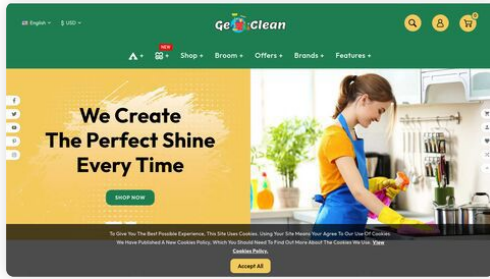 English
$ USD
GetClean
0
NEW
Shop +
Broom +
Offers +
Brands +
Features +
We Create
The Perfect Shine
Every Time
SHOP NOW
To Give You The Best Possible Experience, This Site Uses Cookies. Using Your Site Means Your Agree To Our Use Of Cookies.
We Have Published A New Cookies Policy, Which You Should Need To Find Out More About The Cookies We Use. View
Cookies Policy.
Accept All